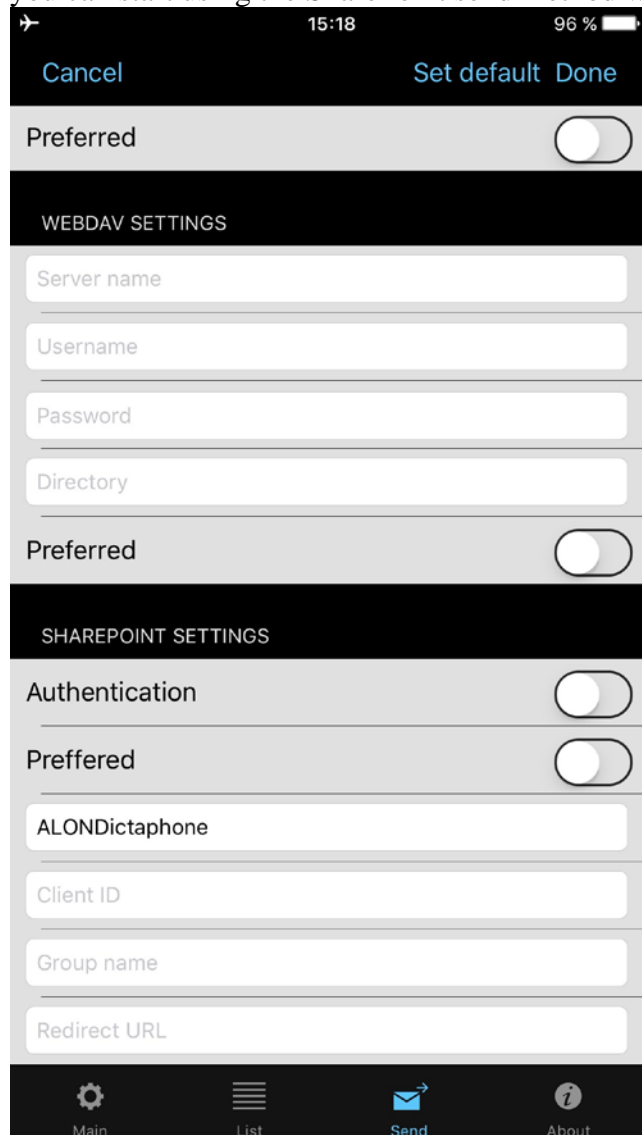 15:18 96 %
Cancel Set default Done
Preferred
WEBDAV SETTINGS
Server name
Username
Password
Directory
Preferred
SHAREPOINT SETTINGS
Authentication
Preffered
ALONDictaphone
Client ID
Group name
Redirect URL
Main List Send About